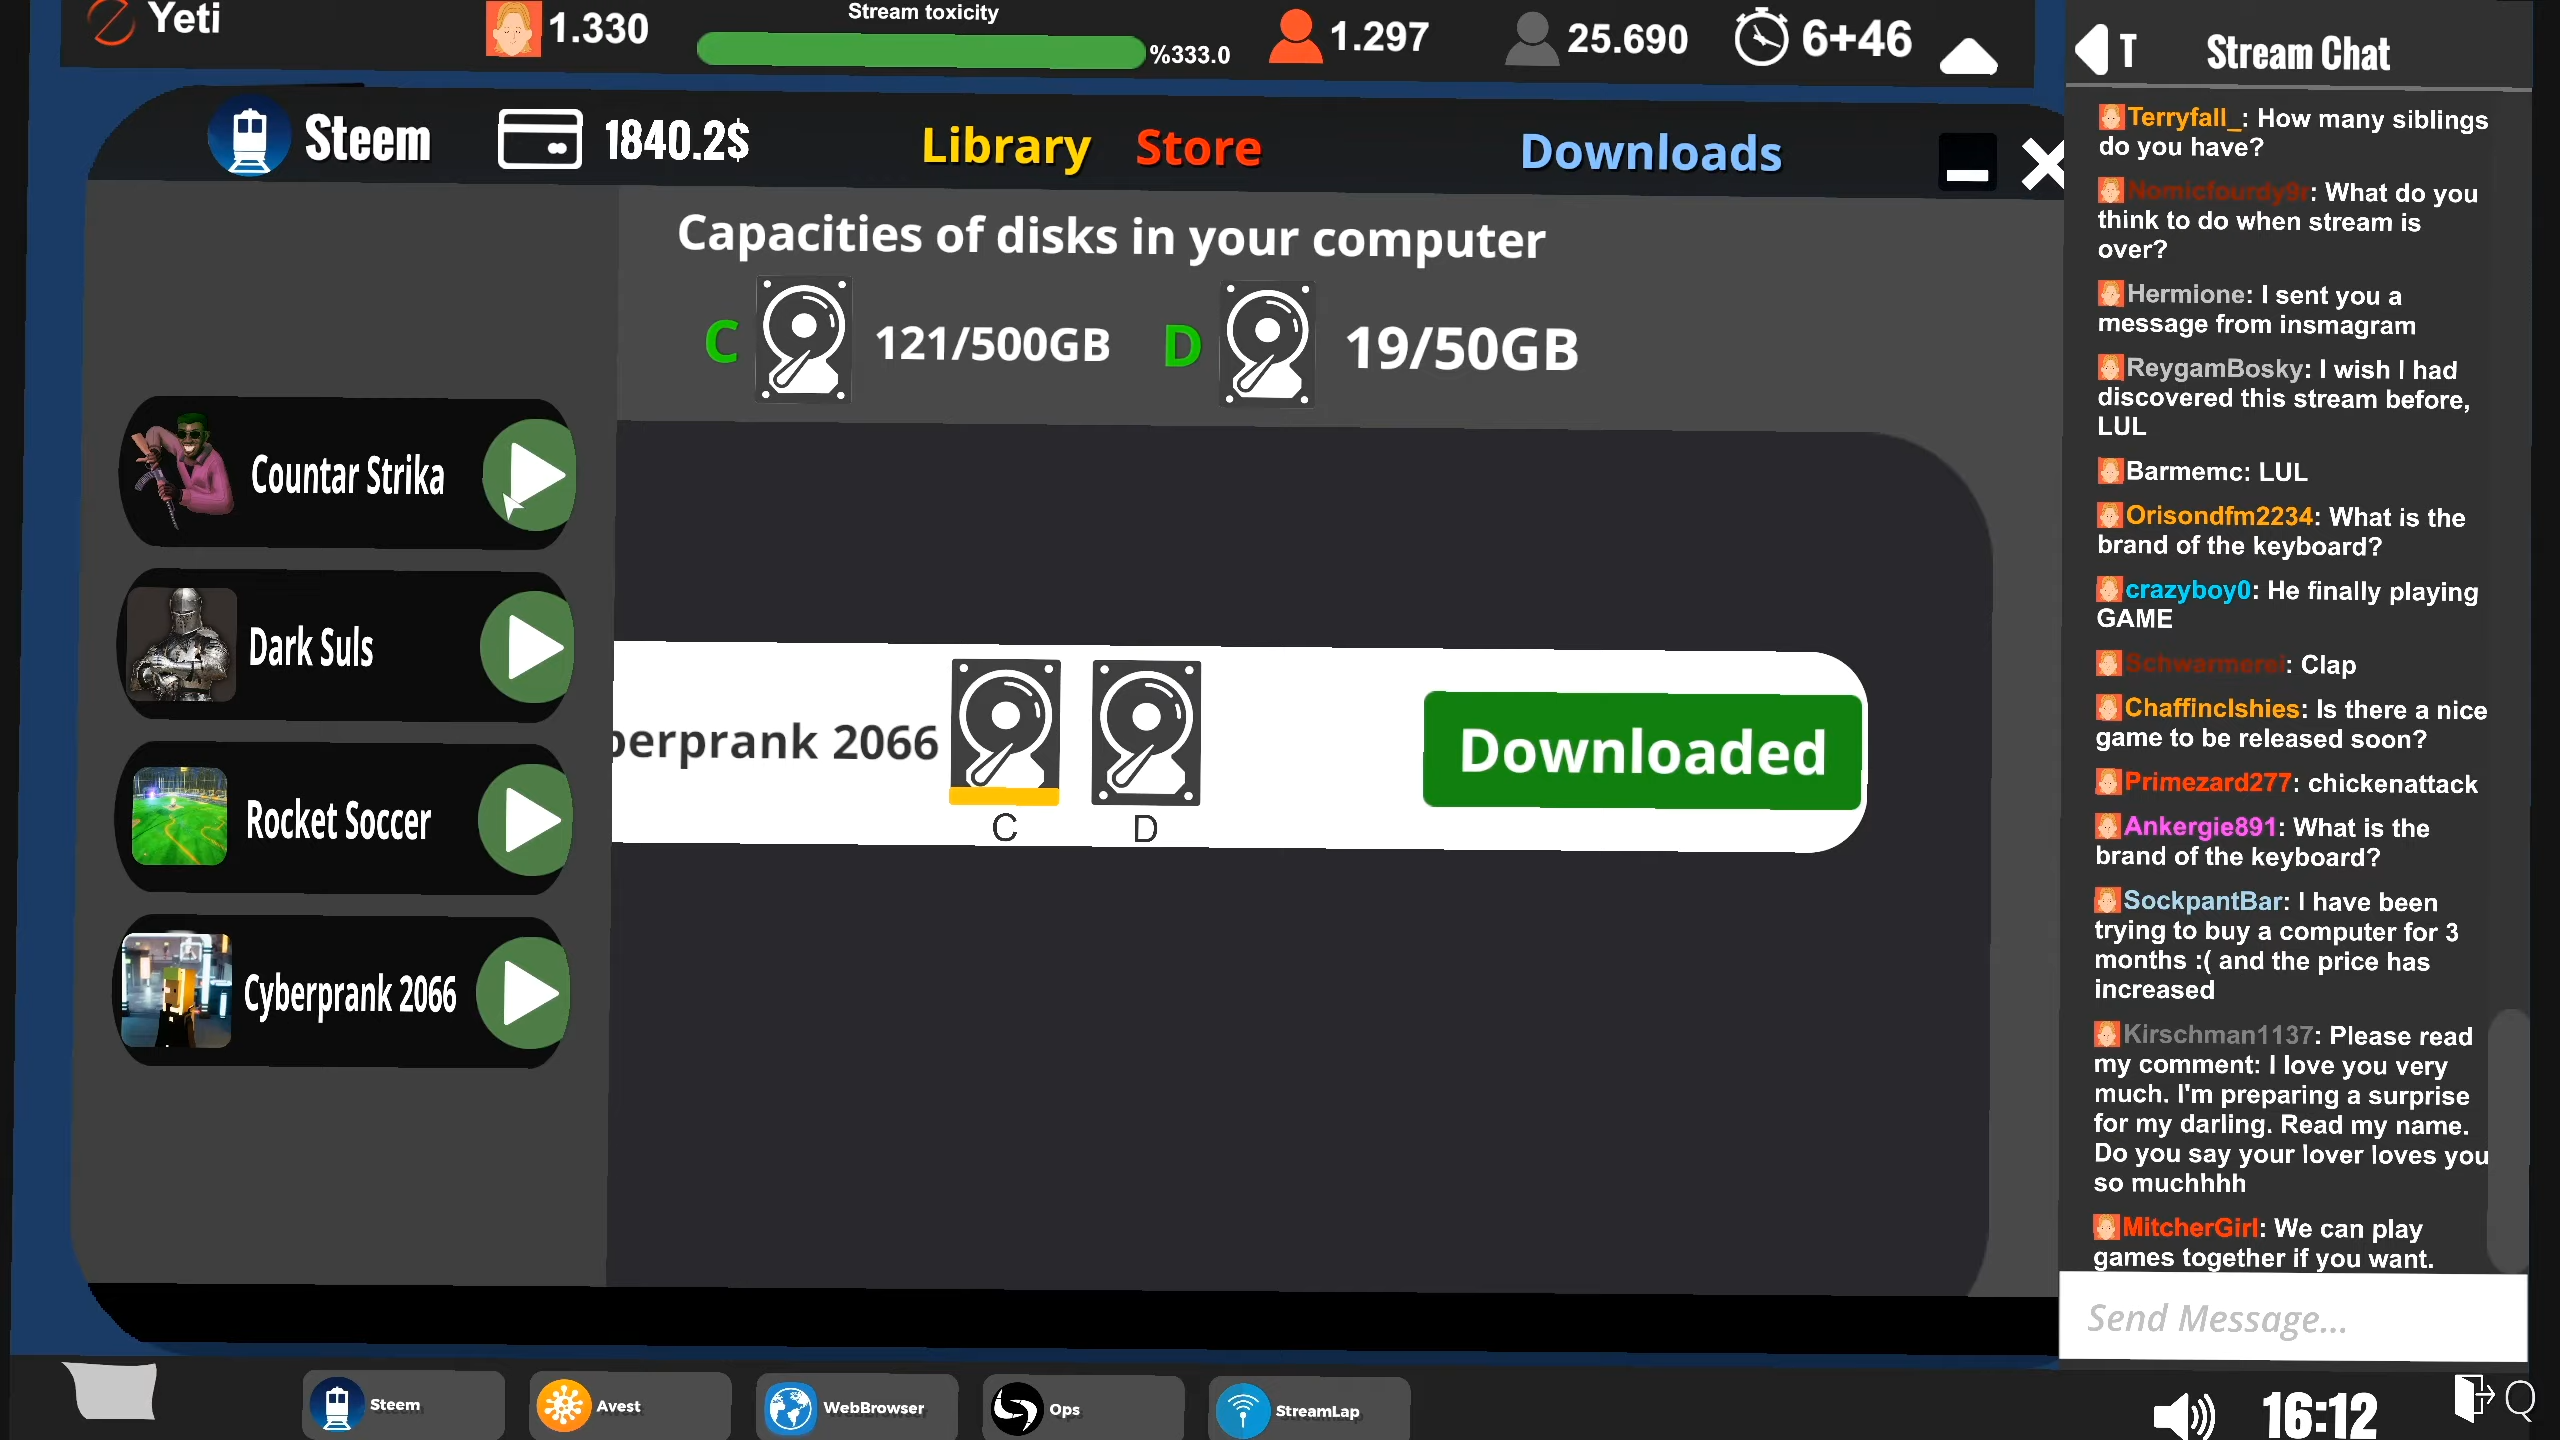 Yeti
1.330
Stream toxicity
%333.0
1.297
25.690
6+46
T
Stream Chat
Steem
1840.2$
Library
Store
Downloads
Capacities of disks in your computer
C
121/500GB
D
19/50GB
Countar Strika
Dark Suls
Rocket Soccer
Cyberprank 2066
berprank 2066
C
D
Downloaded
Terryfall_: How many siblings
do you have?
Nomicfourdy9r: What do you
think to do when stream is
over?
Hermione: I sent you a
message from insmagram
ReygamBosky: I wish I had
discovered this stream before,
LUL
Barmemc: LUL
Orisondfm2234: What is the
brand of the keyboard?
crazyboy0: He finally playing
GAME
Schwarmerei: Clap
ChaffincIshies: Is there a nice
game to be released soon?
Primezard277: chickenattack
Ankergie891: What is the
brand of the keyboard?
SockpantBar: I have been
trying to buy a computer for 3
months :( and the price has
increased
Kirschman1137: Please read
my comment: I love you very
much. I'm preparing a surprise
for my darling. Read my name.
Do you say your lover loves you
so muchhhh
MitcherGirl: We can play
games together if you want.
Send Message...
Steem
Avest
WebBrowser
Ops
StreamLap
16:12
Q